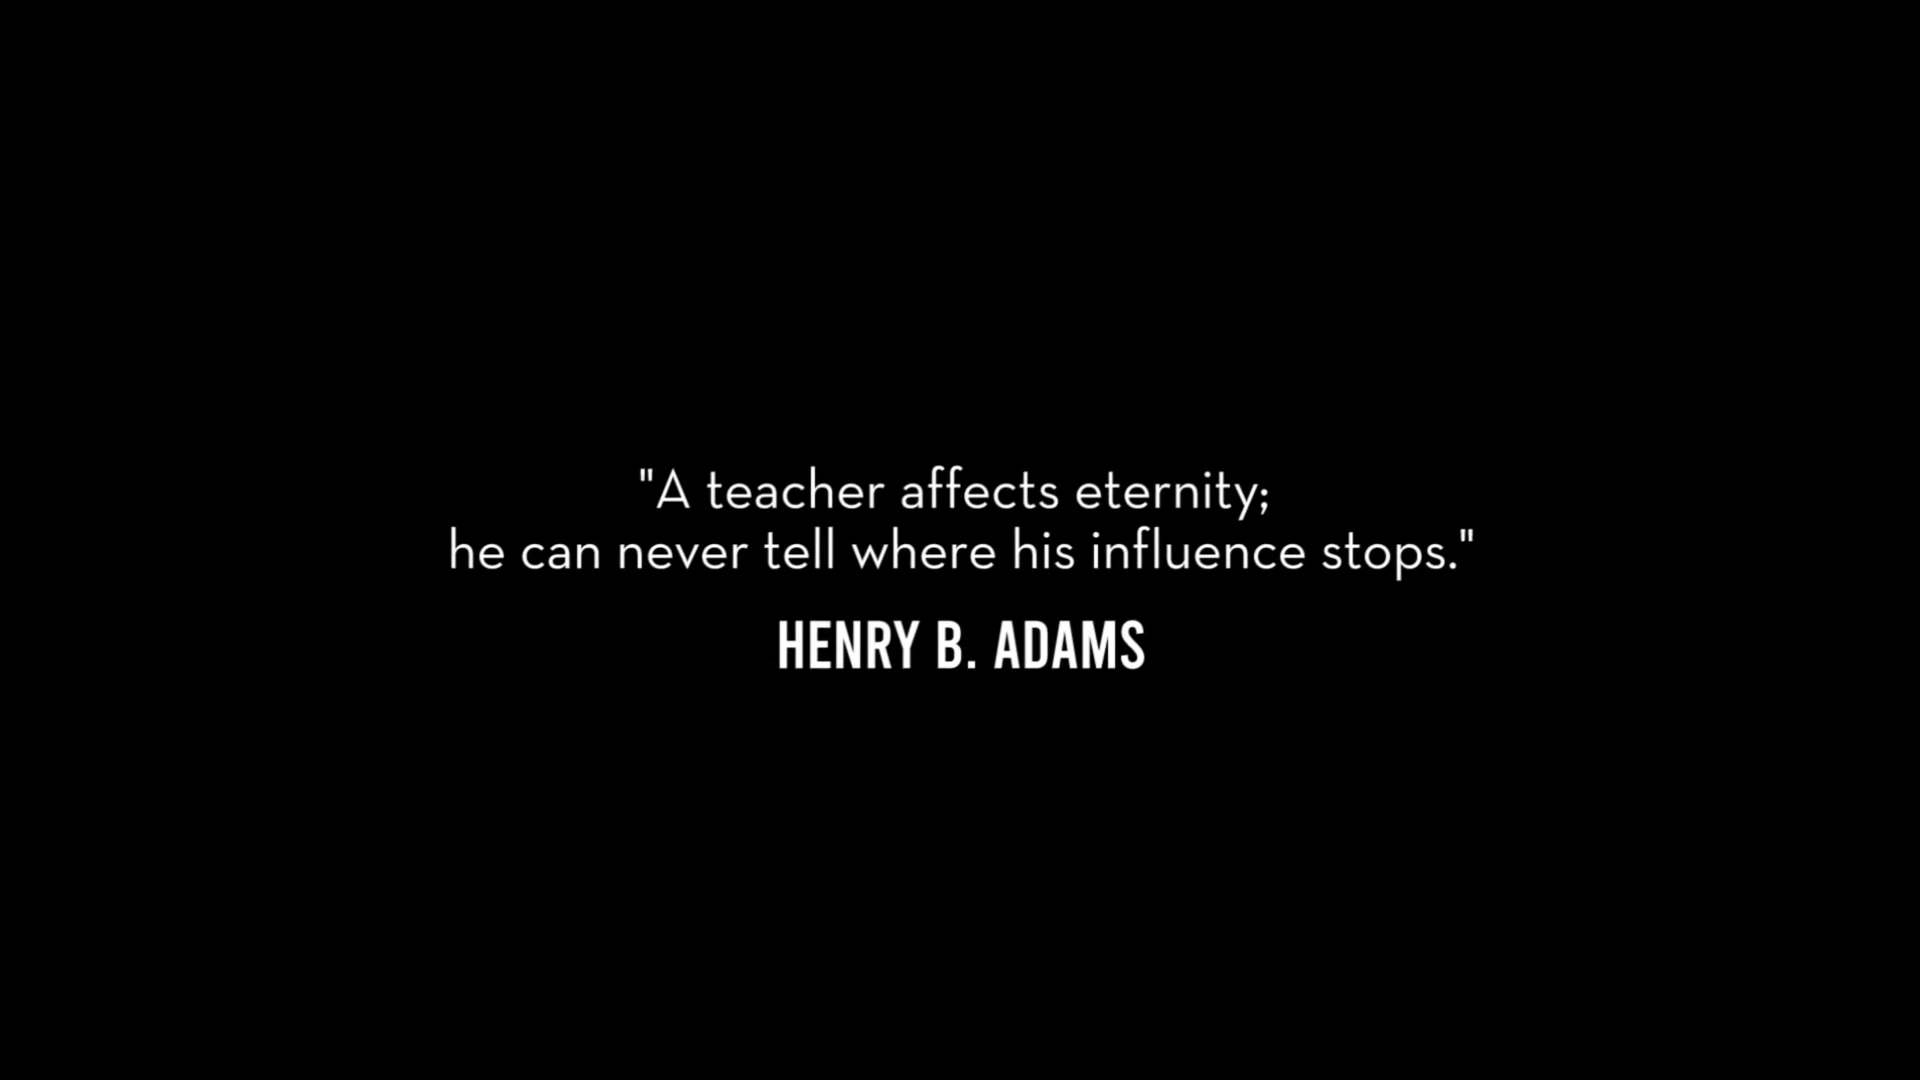 "A teacher affects eternity;
he can never tell where his influence stops."
HENRY B. ADAMS